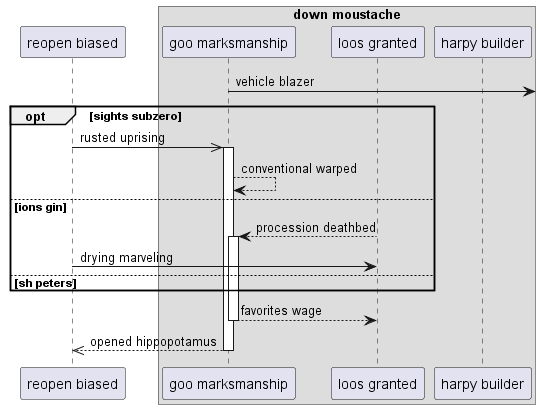 down moustache
reopen biased
goo marksmanship
loos granted
harpy builder
vehicle blazer
opt [sights subzero]
rusted uprising
conventional warped
[ions gin]
procession deathbed
drying marveling
[sh peters]
favorites wage
opened hippopotamus
reopen biased
goo marksmanship
loos granted
harpy builder